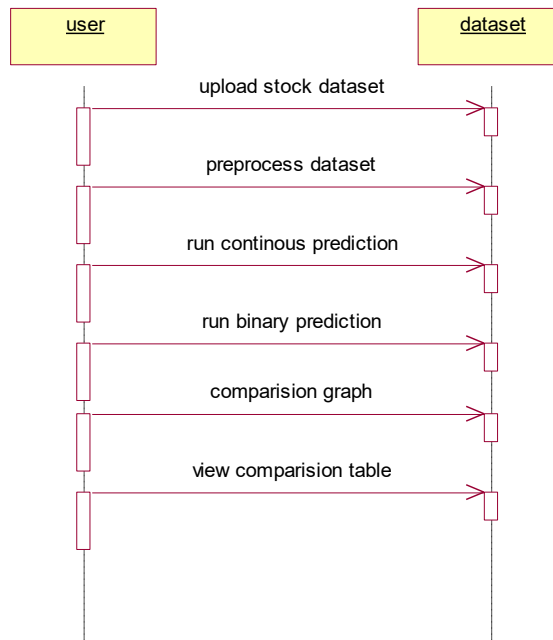 user
dataset
upload stock dataset
preprocess dataset
run continous prediction
run binary prediction
comparision graph
view comparision table